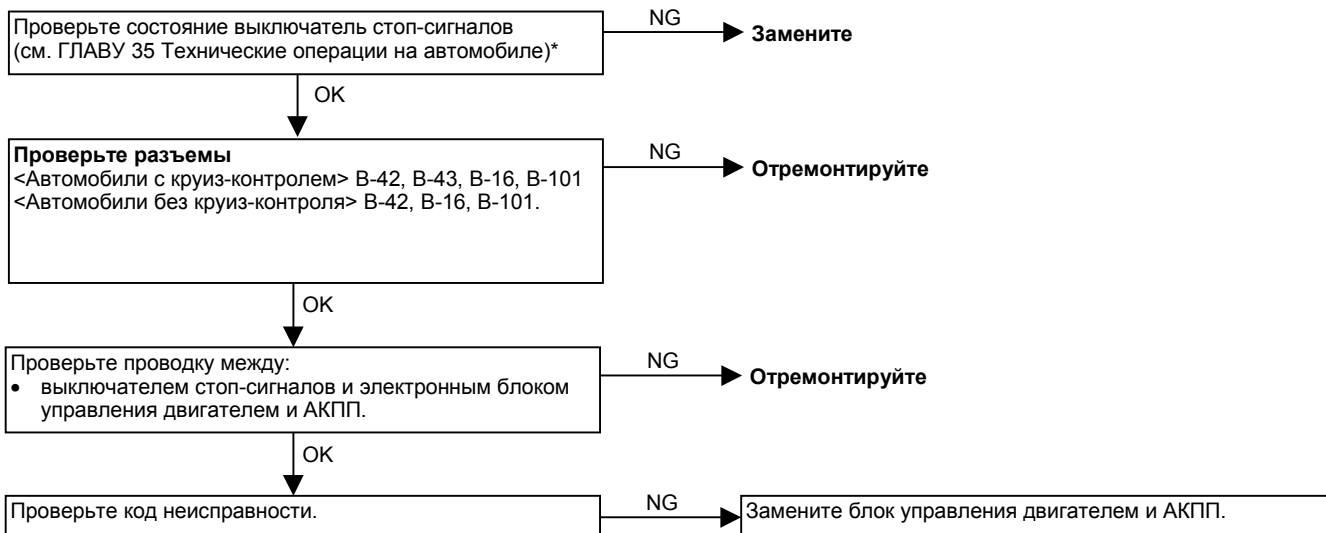 Проверьте состояние выключатель стоп-сигналов
(см. ГЛАВУ 35 Технические операции на автомобиле)*
NG
Замените
OK
Проверьте разъемы
<Автомобили с круиз-контролем> B-42, B-43, B-16, B-101
<Автомобили без круиз-контроля> B-42, B-16, B-101.
NG
Отремонтируйте
OK
Проверьте проводку между:
• выключателем стоп-сигналов и электронным блоком
управления двигателем и АКПП.
NG
Отремонтируйте
OK
Проверьте код неисправности.
NG
Замените блок управления двигателем и АКПП.